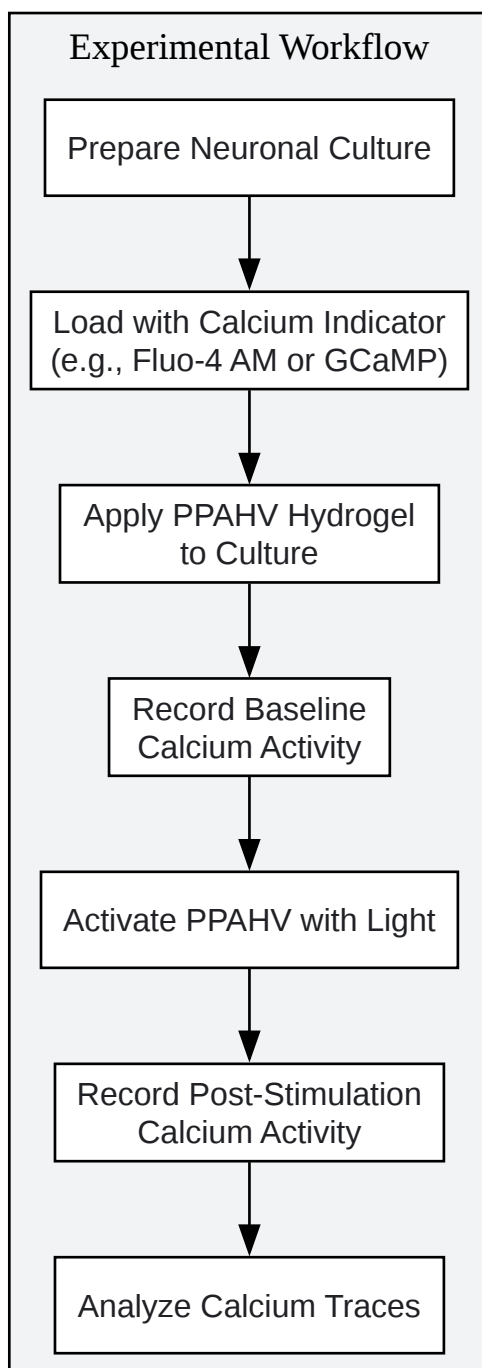 Experimental Workflow
Prepare Neuronal Culture
Load with Calcium Indicator
(e.g., Fluo-4 AM or GCaMP)
Apply PPAHV Hydrogel
to Culture
Record Baseline
Calcium Activity
Activate PPAHV with Light
Record Post-Stimulation
Calcium Activity
Analyze Calcium Traces